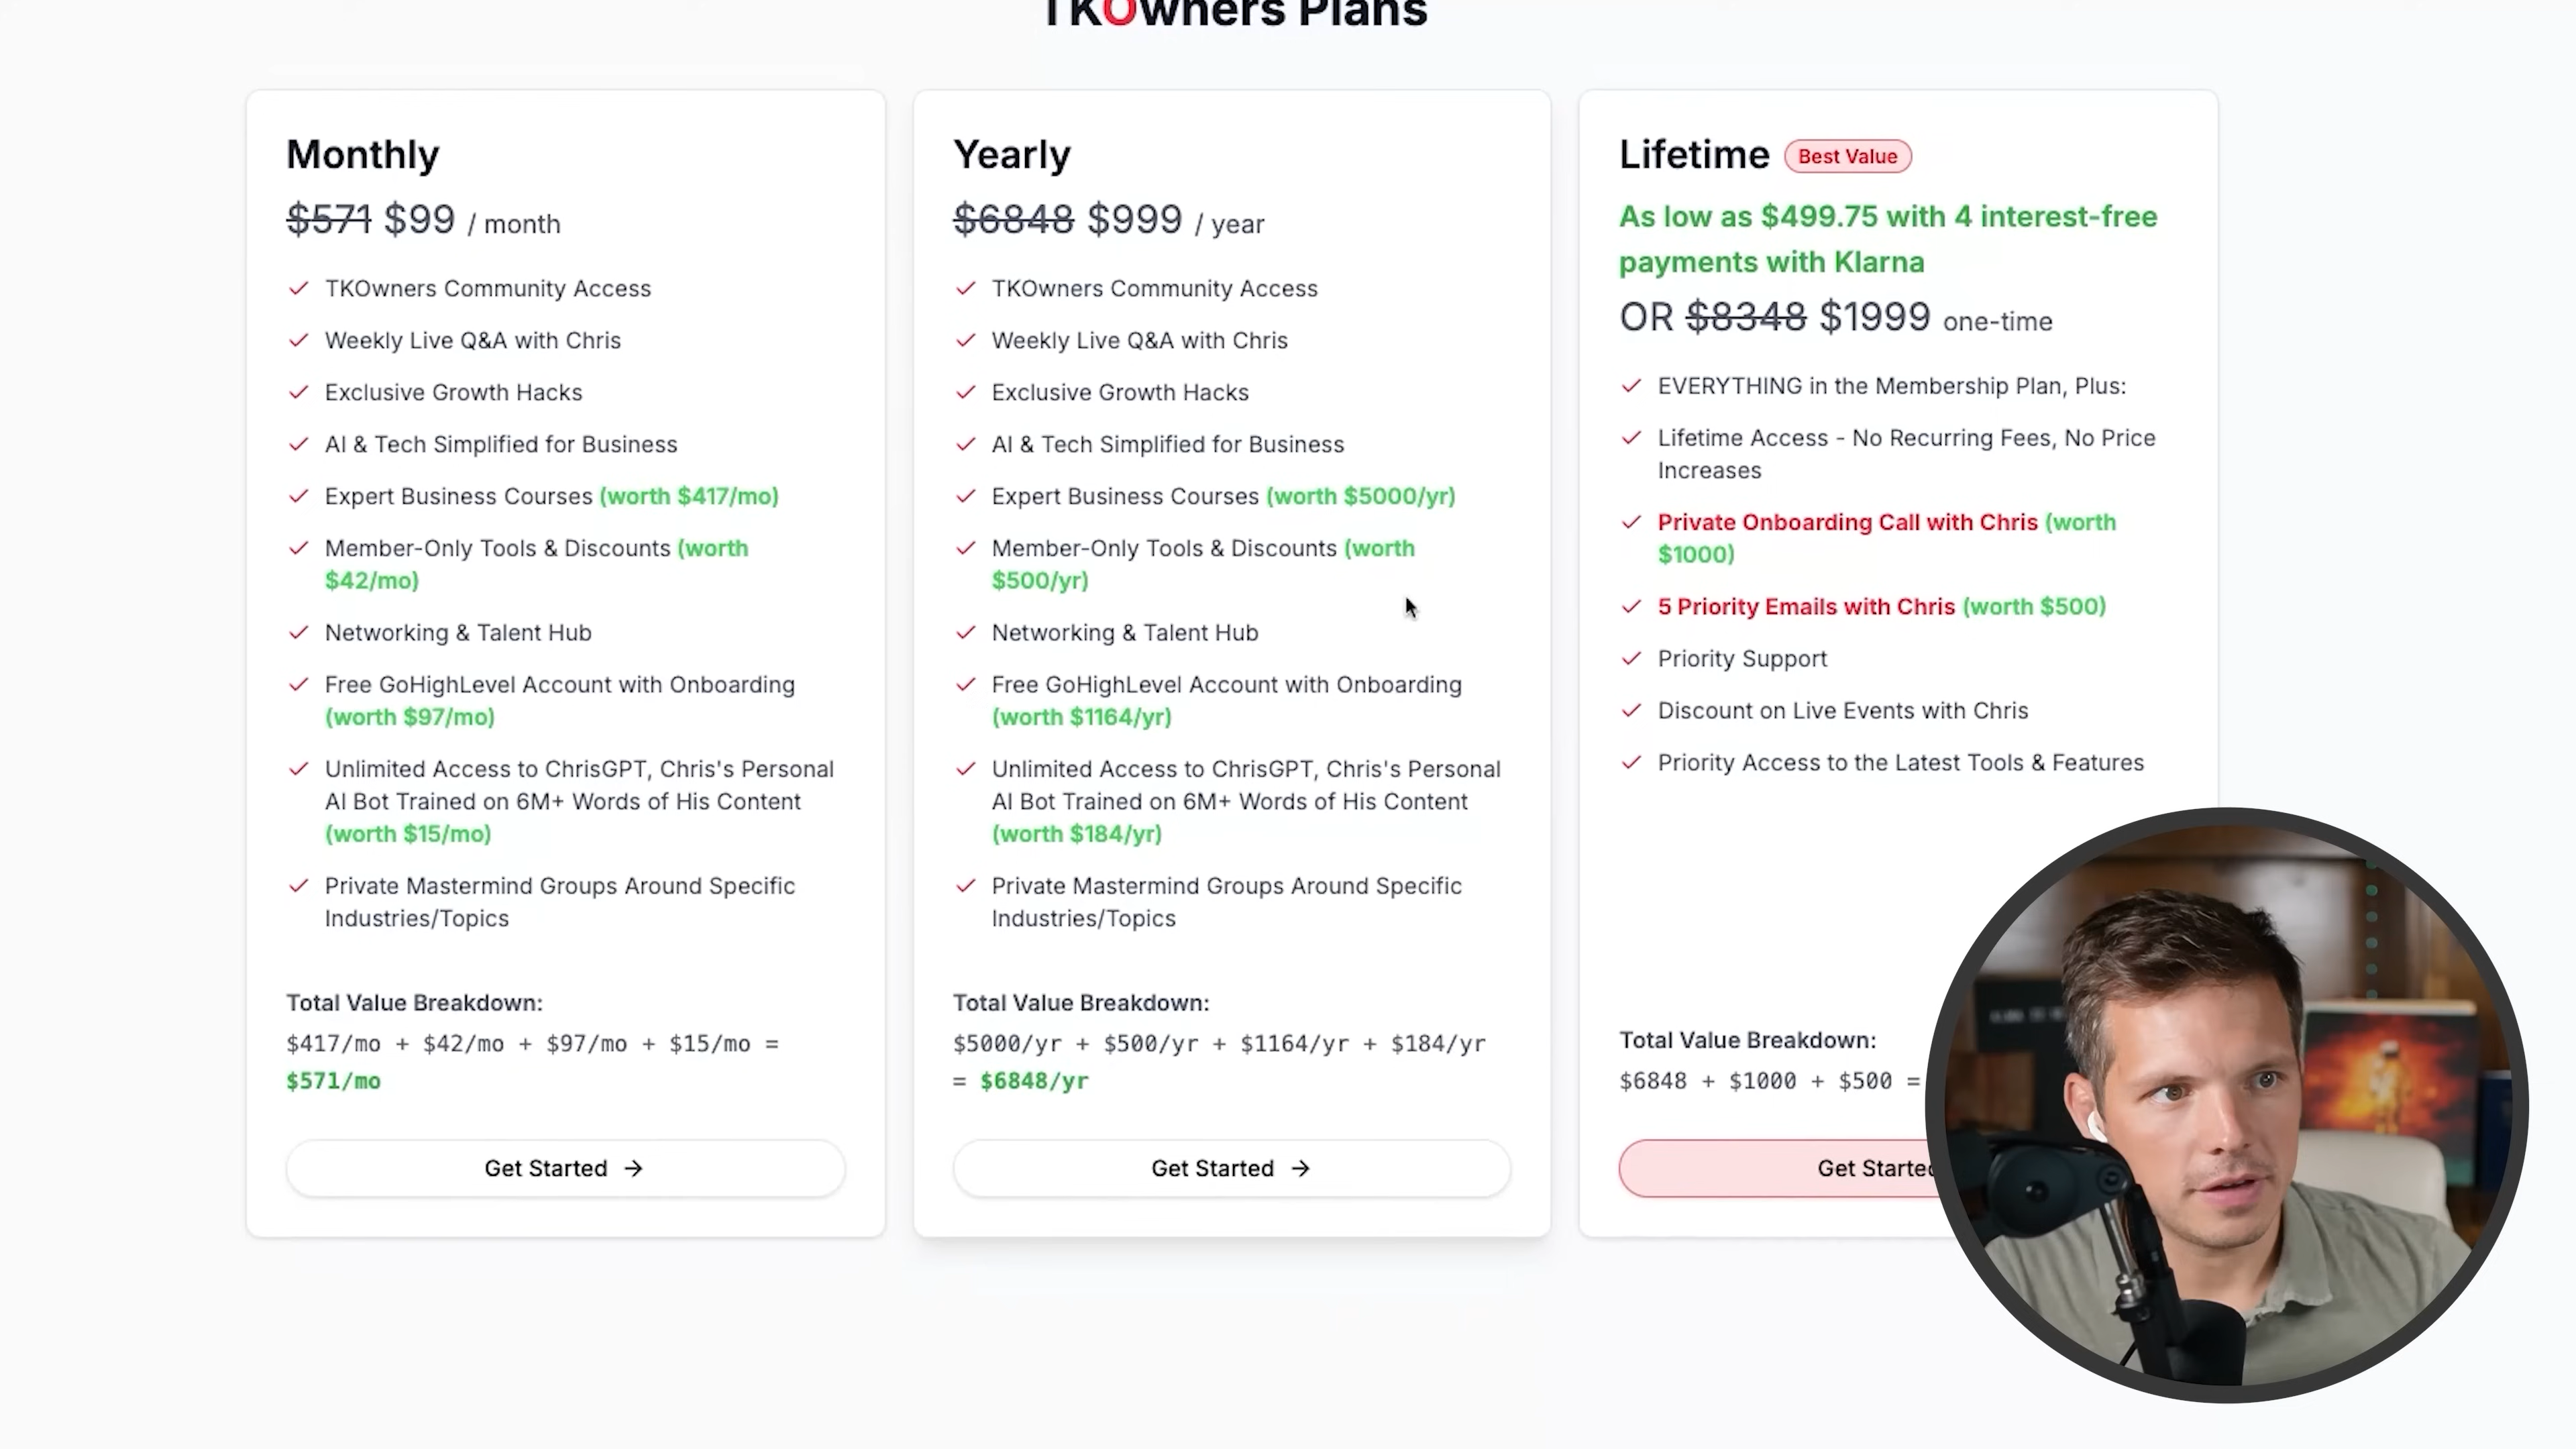 TKOwners Plans
Monthly
$571 $99 / month
TKOwners Community Access
Weekly Live Q&A with Chris
Exclusive Growth Hacks
AI & Tech Simplified for Business
Expert Business Courses (worth $417/mo)
Member-Only Tools & Discounts (worth
$42/mo)
Networking & Talent Hub
Free GoHighLevel Account with Onboarding
(worth $97/mo)
Unlimited Access to ChrisGPT, Chris's Personal
AI Bot Trained on 6M+ Words of His Content
(worth $15/mo)
Private Mastermind Groups Around Specific
Industries/Topics
Total Value Breakdown:
$417/mo + $42/mo + $97/mo + $15/mo =
$571/mo
Get Started →
Yearly
$6848 $999 / year
TKOwners Community Access
Weekly Live Q&A with Chris
Exclusive Growth Hacks
AI & Tech Simplified for Business
Expert Business Courses (worth $5000/yr)
Member-Only Tools & Discounts (worth
$500/yr)
Networking & Talent Hub
Free GoHighLevel Account with Onboarding
(worth $1164/yr)
Unlimited Access to ChrisGPT, Chris's Personal
AI Bot Trained on 6M+ Words of His Content
(worth $184/yr)
Private Mastermind Groups Around Specific
Industries/Topics
Total Value Breakdown:
$5000/yr + $500/yr + $1164/yr + $184/yr
= $6848/yr
Get Started →
Lifetime Best Value
As low as $499.75 with 4 interest-free
payments with Klarna
OR $8348 $1999 one-time
EVERYTHING in the Membership Plan, Plus:
Lifetime Access - No Recurring Fees, No Price
Increases
Private Onboarding Call with Chris (worth
$1000)
5 Priority Emails with Chris (worth $500)
Priority Support
Discount on Live Events with Chris
Priority Access to the Latest Tools & Features
Total Value Breakdown:
$6848 + $1000 + $500 =
Get Started